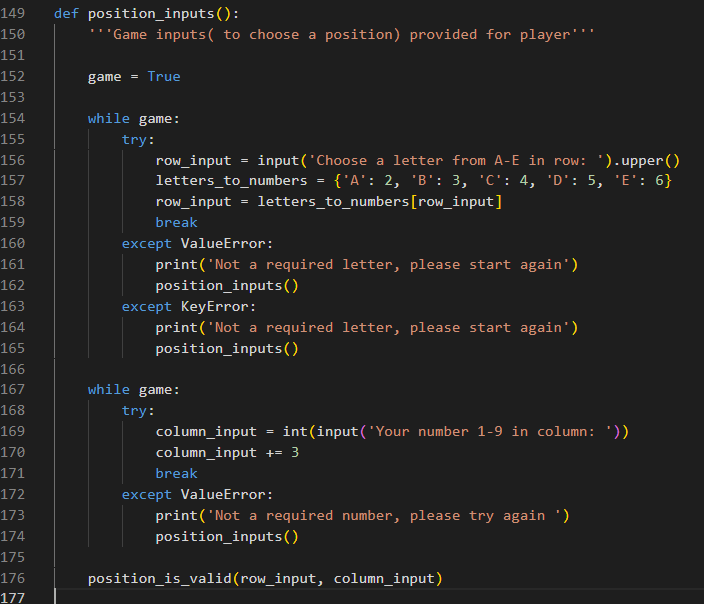 149 def position_inputs():
150 '''Game inputs( to choose a position) provided for player'''
151
152 game = True
153
154 while game:
155 try:
156 row_input = input('Choose a letter from A-E in row: ').upper()
157 letters_to_numbers = {'A': 2, 'B': 3, 'C': 4, 'D': 5, 'E': 6}
158 row_input = letters_to_numbers[row_input]
159 break
160 except ValueError:
161 print('Not a required letter, please start again')
162 position_inputs()
163 except KeyError:
164 print('Not a required letter, please start again')
165 position_inputs()
166
167 while game:
168 try:
169 column_input = int(input('Your number 1-9 in column: '))
170 column_input += 3
171 break
172 except ValueError:
173 print('Not a required number, please try again ')
174 position_inputs()
175
176 position_is_valid(row_input, column_input)
177